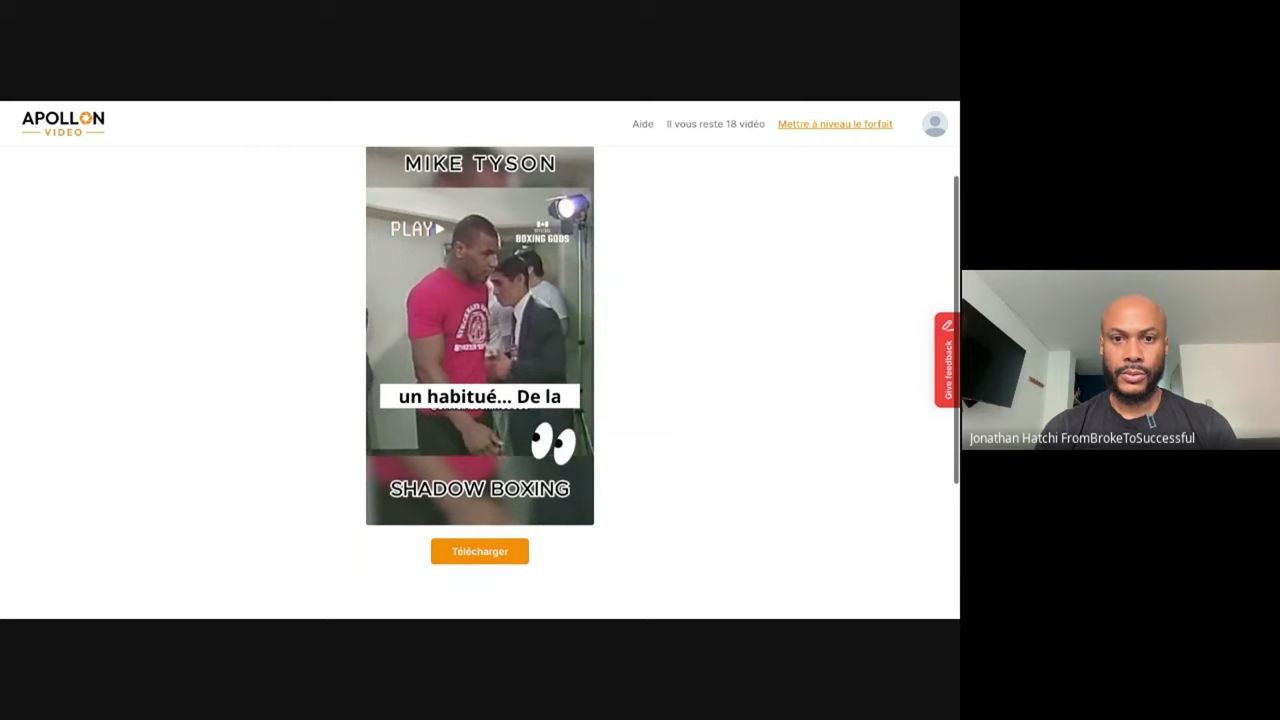 APOLLON
VIDEO
Aide
Il vous reste 18 vidéo
Mettre à niveau le forfait
MIKE TYSON
PLAY
BOXING GODS
un habitué... De la
SHADOW BOXING
Télécharger
Give feedback
Jonathan Hatchi FromBrokeToSuccessful